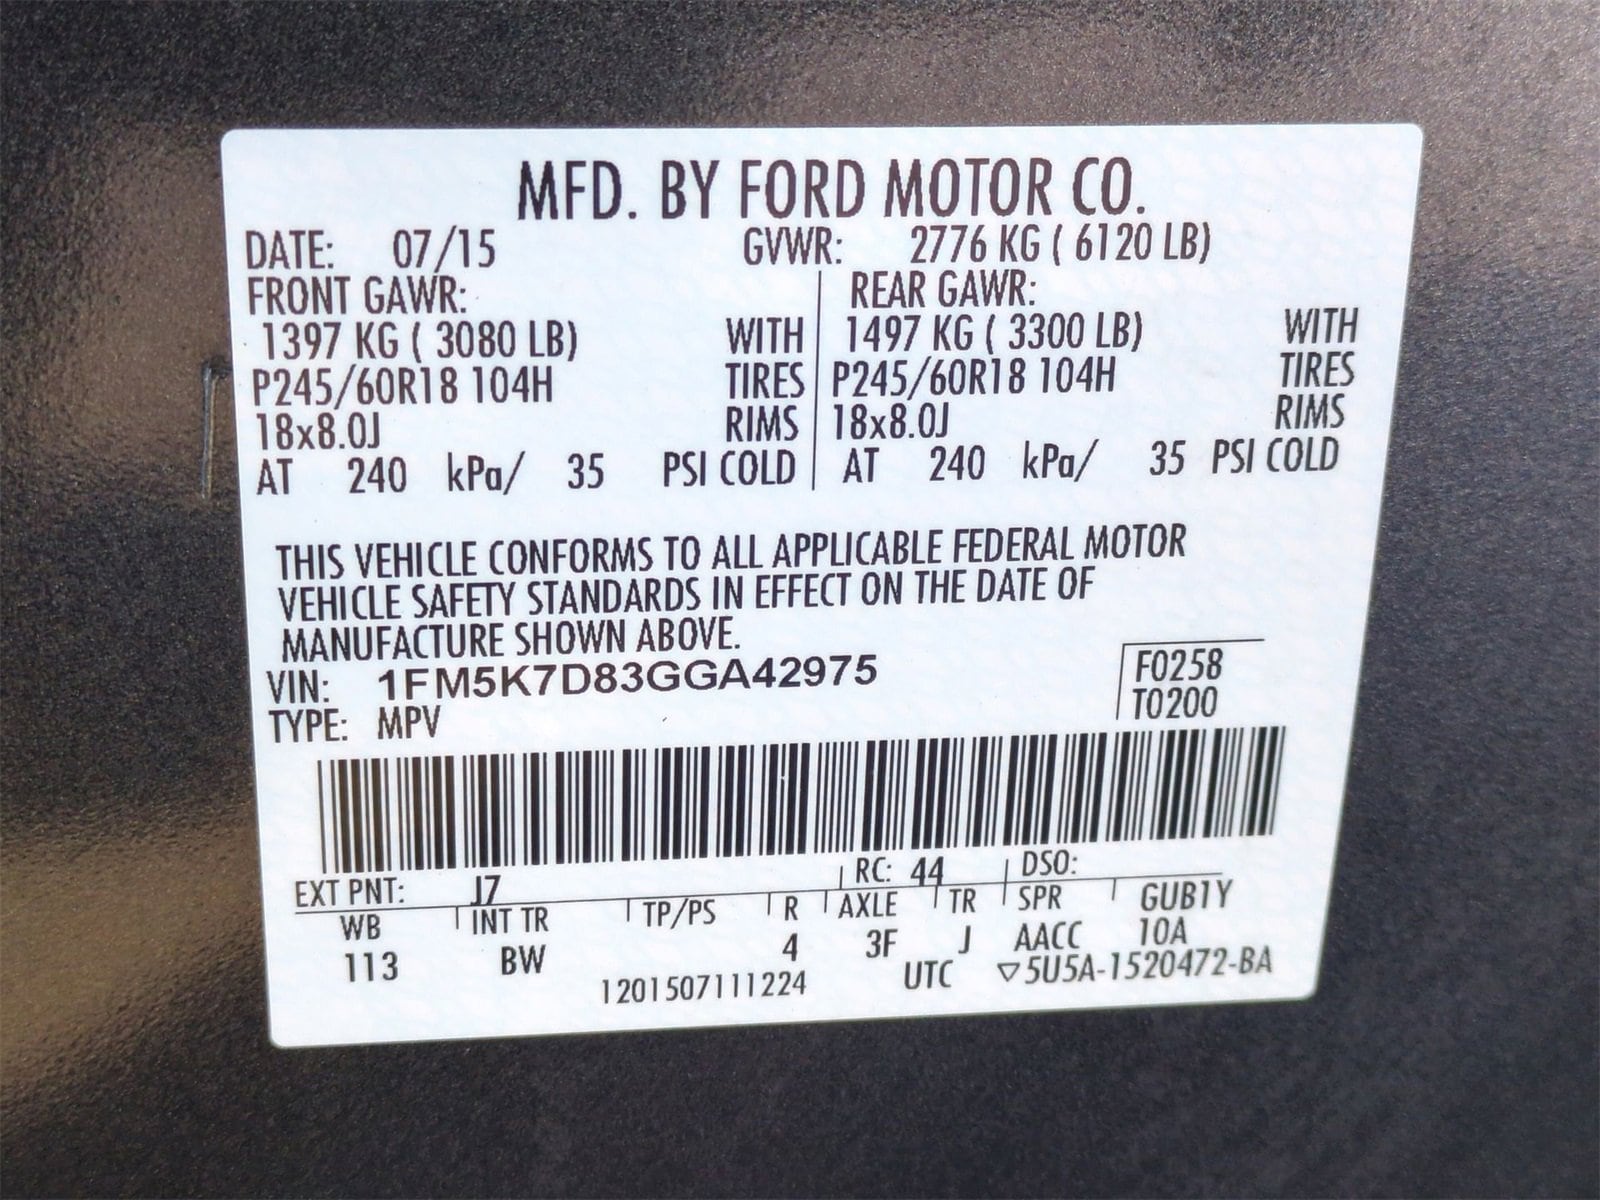 MFD. BY FORD MOTOR CO.
DATE: 07/15 GVWR: 2776 KG ( 6120 LB)
FRONT GAWR: REAR GAWR:
1397 KG ( 3080 LB) WITH 1497 KG ( 3300 LB) WITH
P245/60R18 104H TIRES P245/60R18 104H TIRES
18x8.0J RIMS 18x8.0J RIMS
AT 240 kPa/ 35 PSI COLD AT 240 kPa/ 35 PSI COLD
THIS VEHICLE CONFORMS TO ALL APPLICABLE FEDERAL MOTOR
VEHICLE SAFETY STANDARDS IN EFFECT ON THE DATE OF
MANUFACTURE SHOWN ABOVE.
VIN: 1FM5K7D83GGA42975 F0258
TYPE: MPV T0200
EXT PNT: J7 RC: 44 DSO:
WB INT TR TP/PS R AXLE TR SPR GUB1Y
113 BW 4 3F J AACC 10A
1201507111224 UTC ▽5U5A-1520472-BA